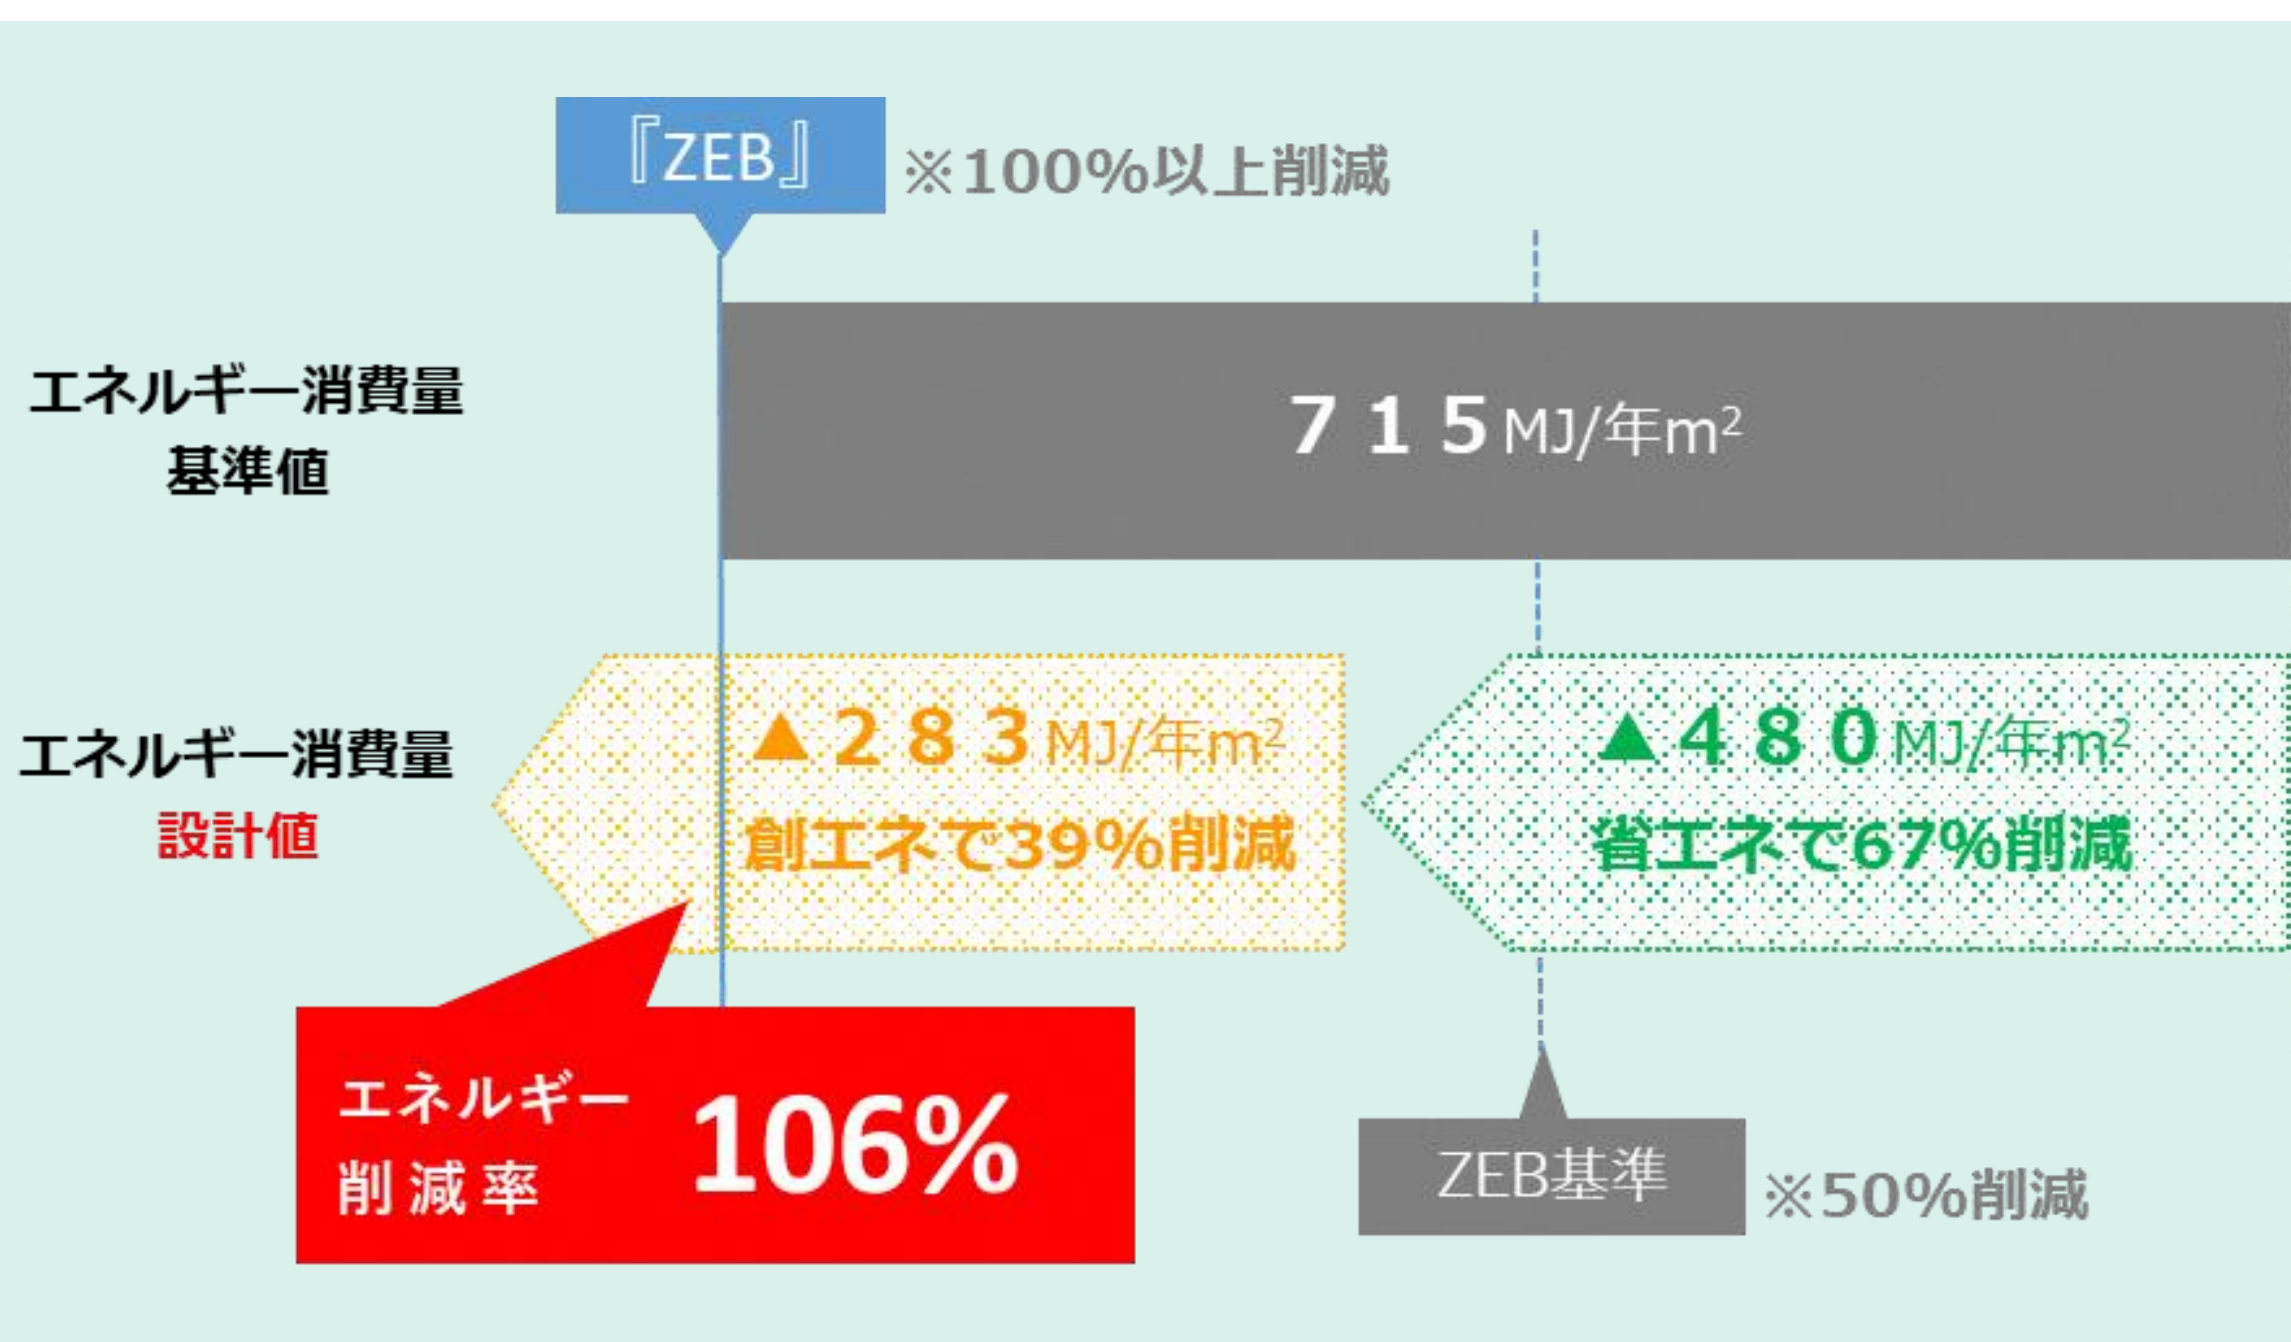 『ZEB』
※100%以上削減
エネルギー消費量
基準値
７１５MJ/年m²
エネルギー消費量
設計値
▲２８３MJ/年m²
創エネで39%削減
▲４８０MJ/年m²
省エネで67%削減
エネルギー
削減率
106%
ZEB基準
※50%削減